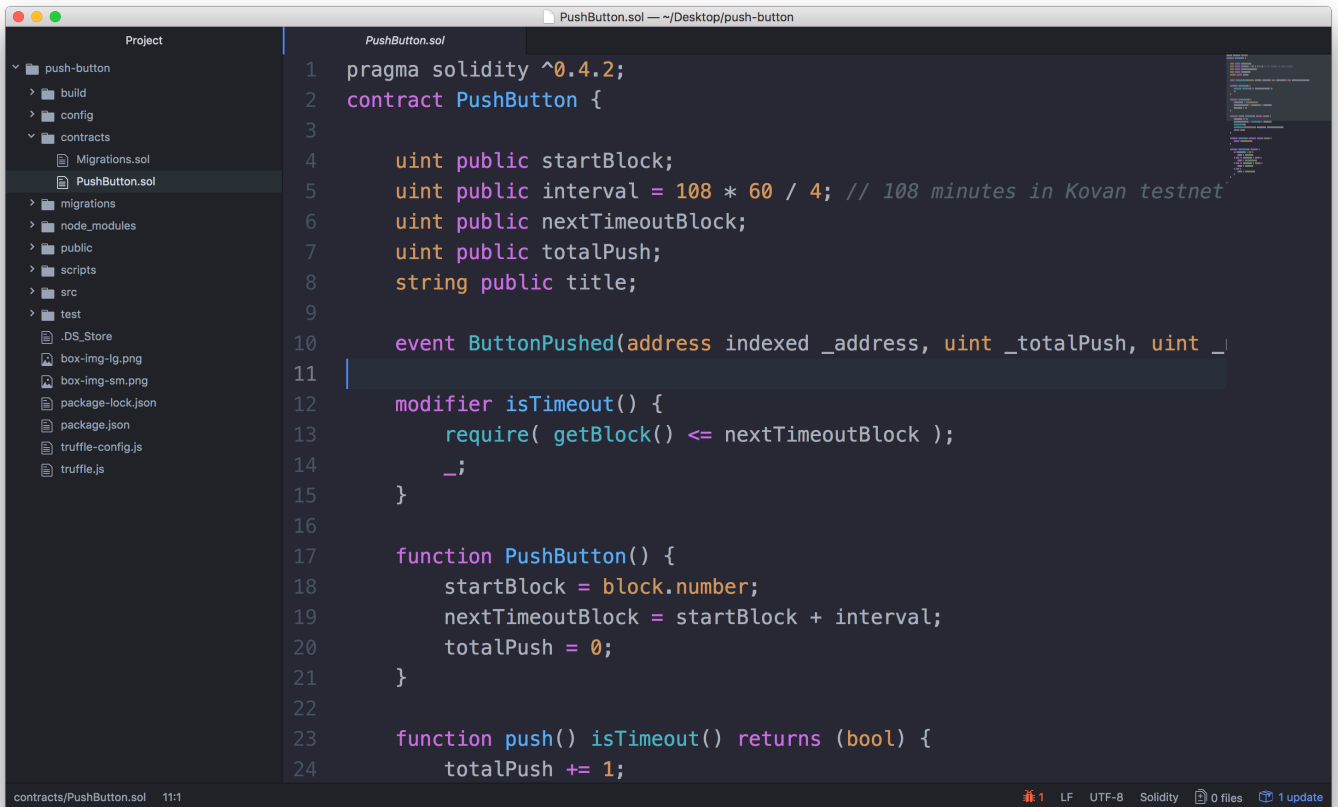 PushButton.sol — ~/Desktop/push-button
Project
push-button
build
config
contracts
Migrations.sol
PushButton.sol
migrations
node_modules
public
scripts
src
test
.DS_Store
box-img-lg.png
box-img-sm.png
package-lock.json
package.json
truffle-config.js
truffle.js
PushButton.sol
1 pragma solidity ^0.4.2;
2 contract PushButton {
3
4 uint public startBlock;
5 uint public interval = 108 * 60 / 4; // 108 minutes in Kovan testnet
6 uint public nextTimeoutBlock;
7 uint public totalPush;
8 string public title;
9
10 event ButtonPushed(address indexed _address, uint _totalPush, uint _
11
12 modifier isTimeout() {
13 require( getBlock() <= nextTimeoutBlock );
14 _;
15 }
16
17 function PushButton() {
18 startBlock = block.number;
19 nextTimeoutBlock = startBlock + interval;
20 totalPush = 0;
21 }
22
23 function push() isTimeout() returns (bool) {
24 totalPush += 1;
contracts/PushButton.sol 11:1
1 LF UTF-8 Solidity 0 files 1 update